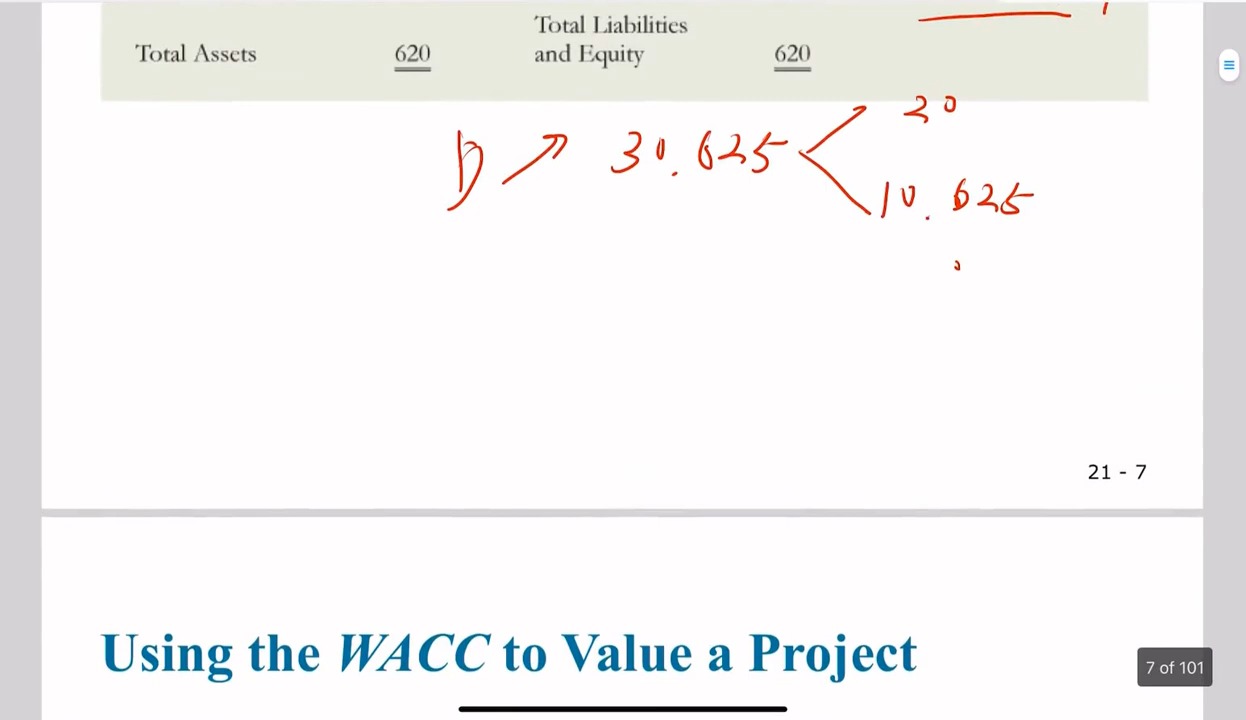 Total Liabilities
Total Assets 620 and Equity 620
20
D ↗ 30.625
10.625
21 - 7
Using the WACC to Value a Project
7 of 101